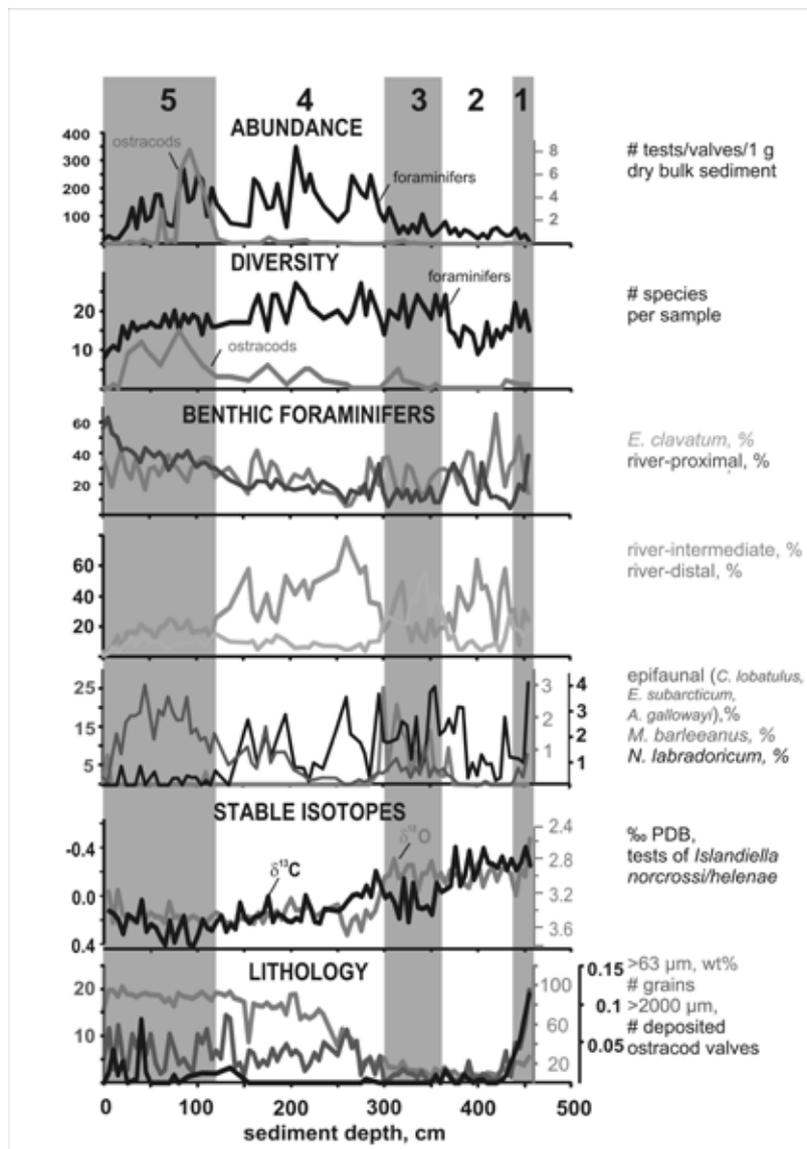 5 4 3 2 1
ABUNDANCE
400
300
200
100
ostracods
foraminifers
8
6
4
2
# tests/valves/1 g
dry bulk sediment
DIVERSITY
20
10
foraminifers
ostracods
# species
per sample
BENTHIC FORAMINIFERS
60
40
20
E. clavatum, %
river-proximal, %
80
60
40
20
river-intermediate, %
river-distal, %
25
15
5
3
2
1
4
3
2
1
epifaunal (C. lobatulus,
E. subarcticum,
A. gallowayi),%
M. barleeanus, %
N. labradoricum, %
STABLE ISOTOPES
-0.4
0.0
0.4
δ¹³C
δ¹⁸O
2.4
2.8
3.2
3.6
‰ PDB,
tests of Islandiella
norcrossi/helenae
LITHOLOGY
20
10
100
80
60
20
0.15
0.1
0.05
>63 µm, wt%
# grains
>2000 µm,
# deposited
ostracod valves
0 100 200 300 400 500
sediment depth, cm